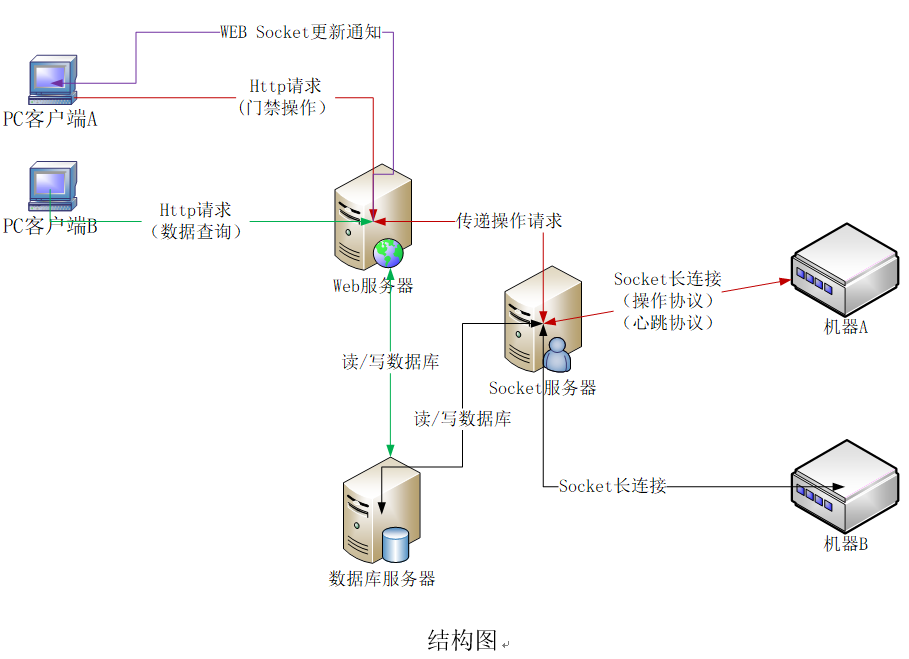 WEB Socket更新通知
Http请求
(门禁操作）
PC客户端A
Http请求
（数据查询）
PC客户端B
传递操作请求
Web服务器
Socket长连接
（操作协议）
（心跳协议）
机器A
读/写数据库
Socket服务器
读/写数据库
Socket长连接
机器B
数据库服务器
结构图